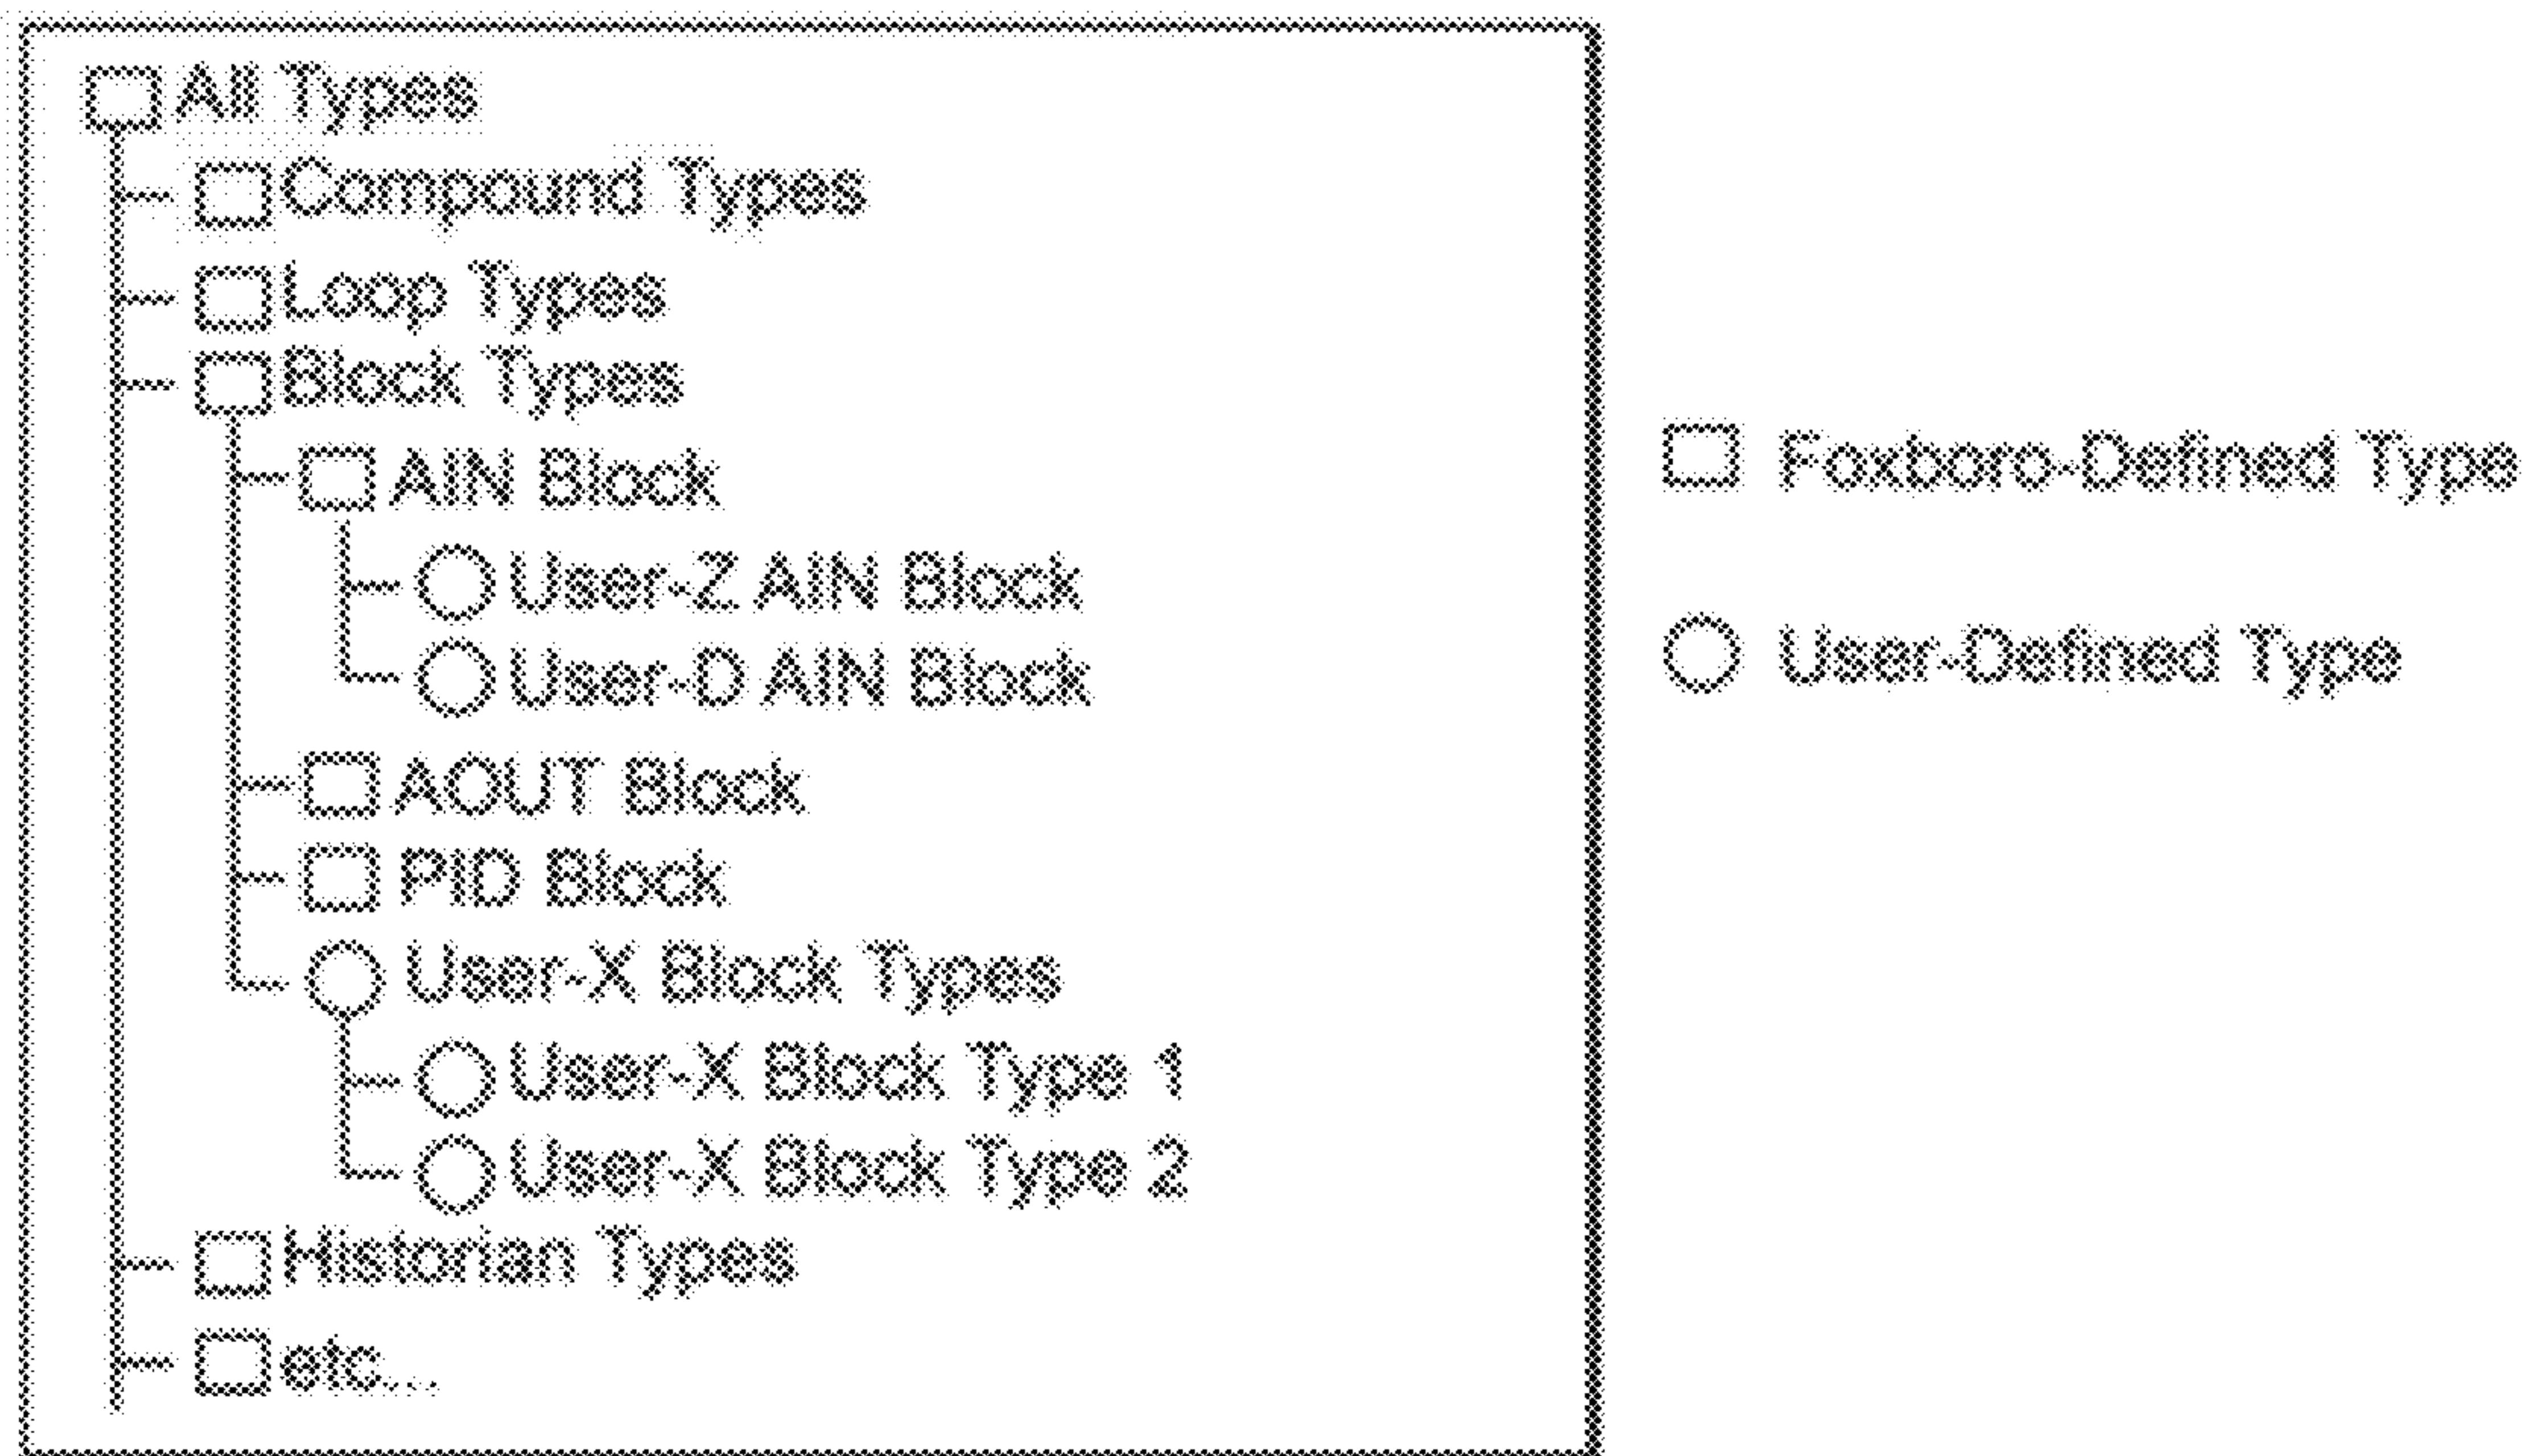 All Types
Compound Types
Loop Types
Block Types
AIN Block
User-Z AIN Block
User-D AIN Block
AOUT Block
PID Block
User-X Block Types
User-X Block Type 1
User-X Block Type 2
Historian Types
etc...
Foxboro-Defined Type
User-Defined Type